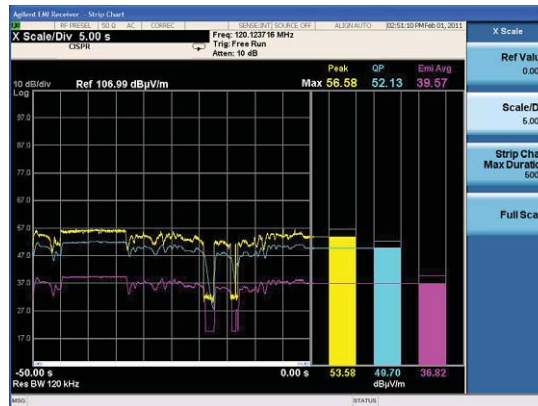 Agilent EMI Receiver - Strip Chart
RF PRESEL 50 Ω AC CORREC SENSE:INT SOURCE OFF ALIGN AUTO 02:51:10 PM Feb 01, 2011
X Scale/Div 5.00 s
CISPR
Freq: 120.123716 MHz
Trig: Free Run
Atten: 10 dB
X Scale
Peak QP Emi Avg
10 dB/div Ref 106.99 dBµV/m Max 56.58 52.13 39.57
Log
97.0
87.0
77.0
67.0
57.0
47.0
37.0
27.0
17.0
Ref Valu
0.00
Scale/D
5.00
Strip Cha
Max Duratio
500
Full Sca
-50.00 s 0.00 s 53.58 49.70 36.82
Res BW 120 kHz dBµV/m
MSG STATUS